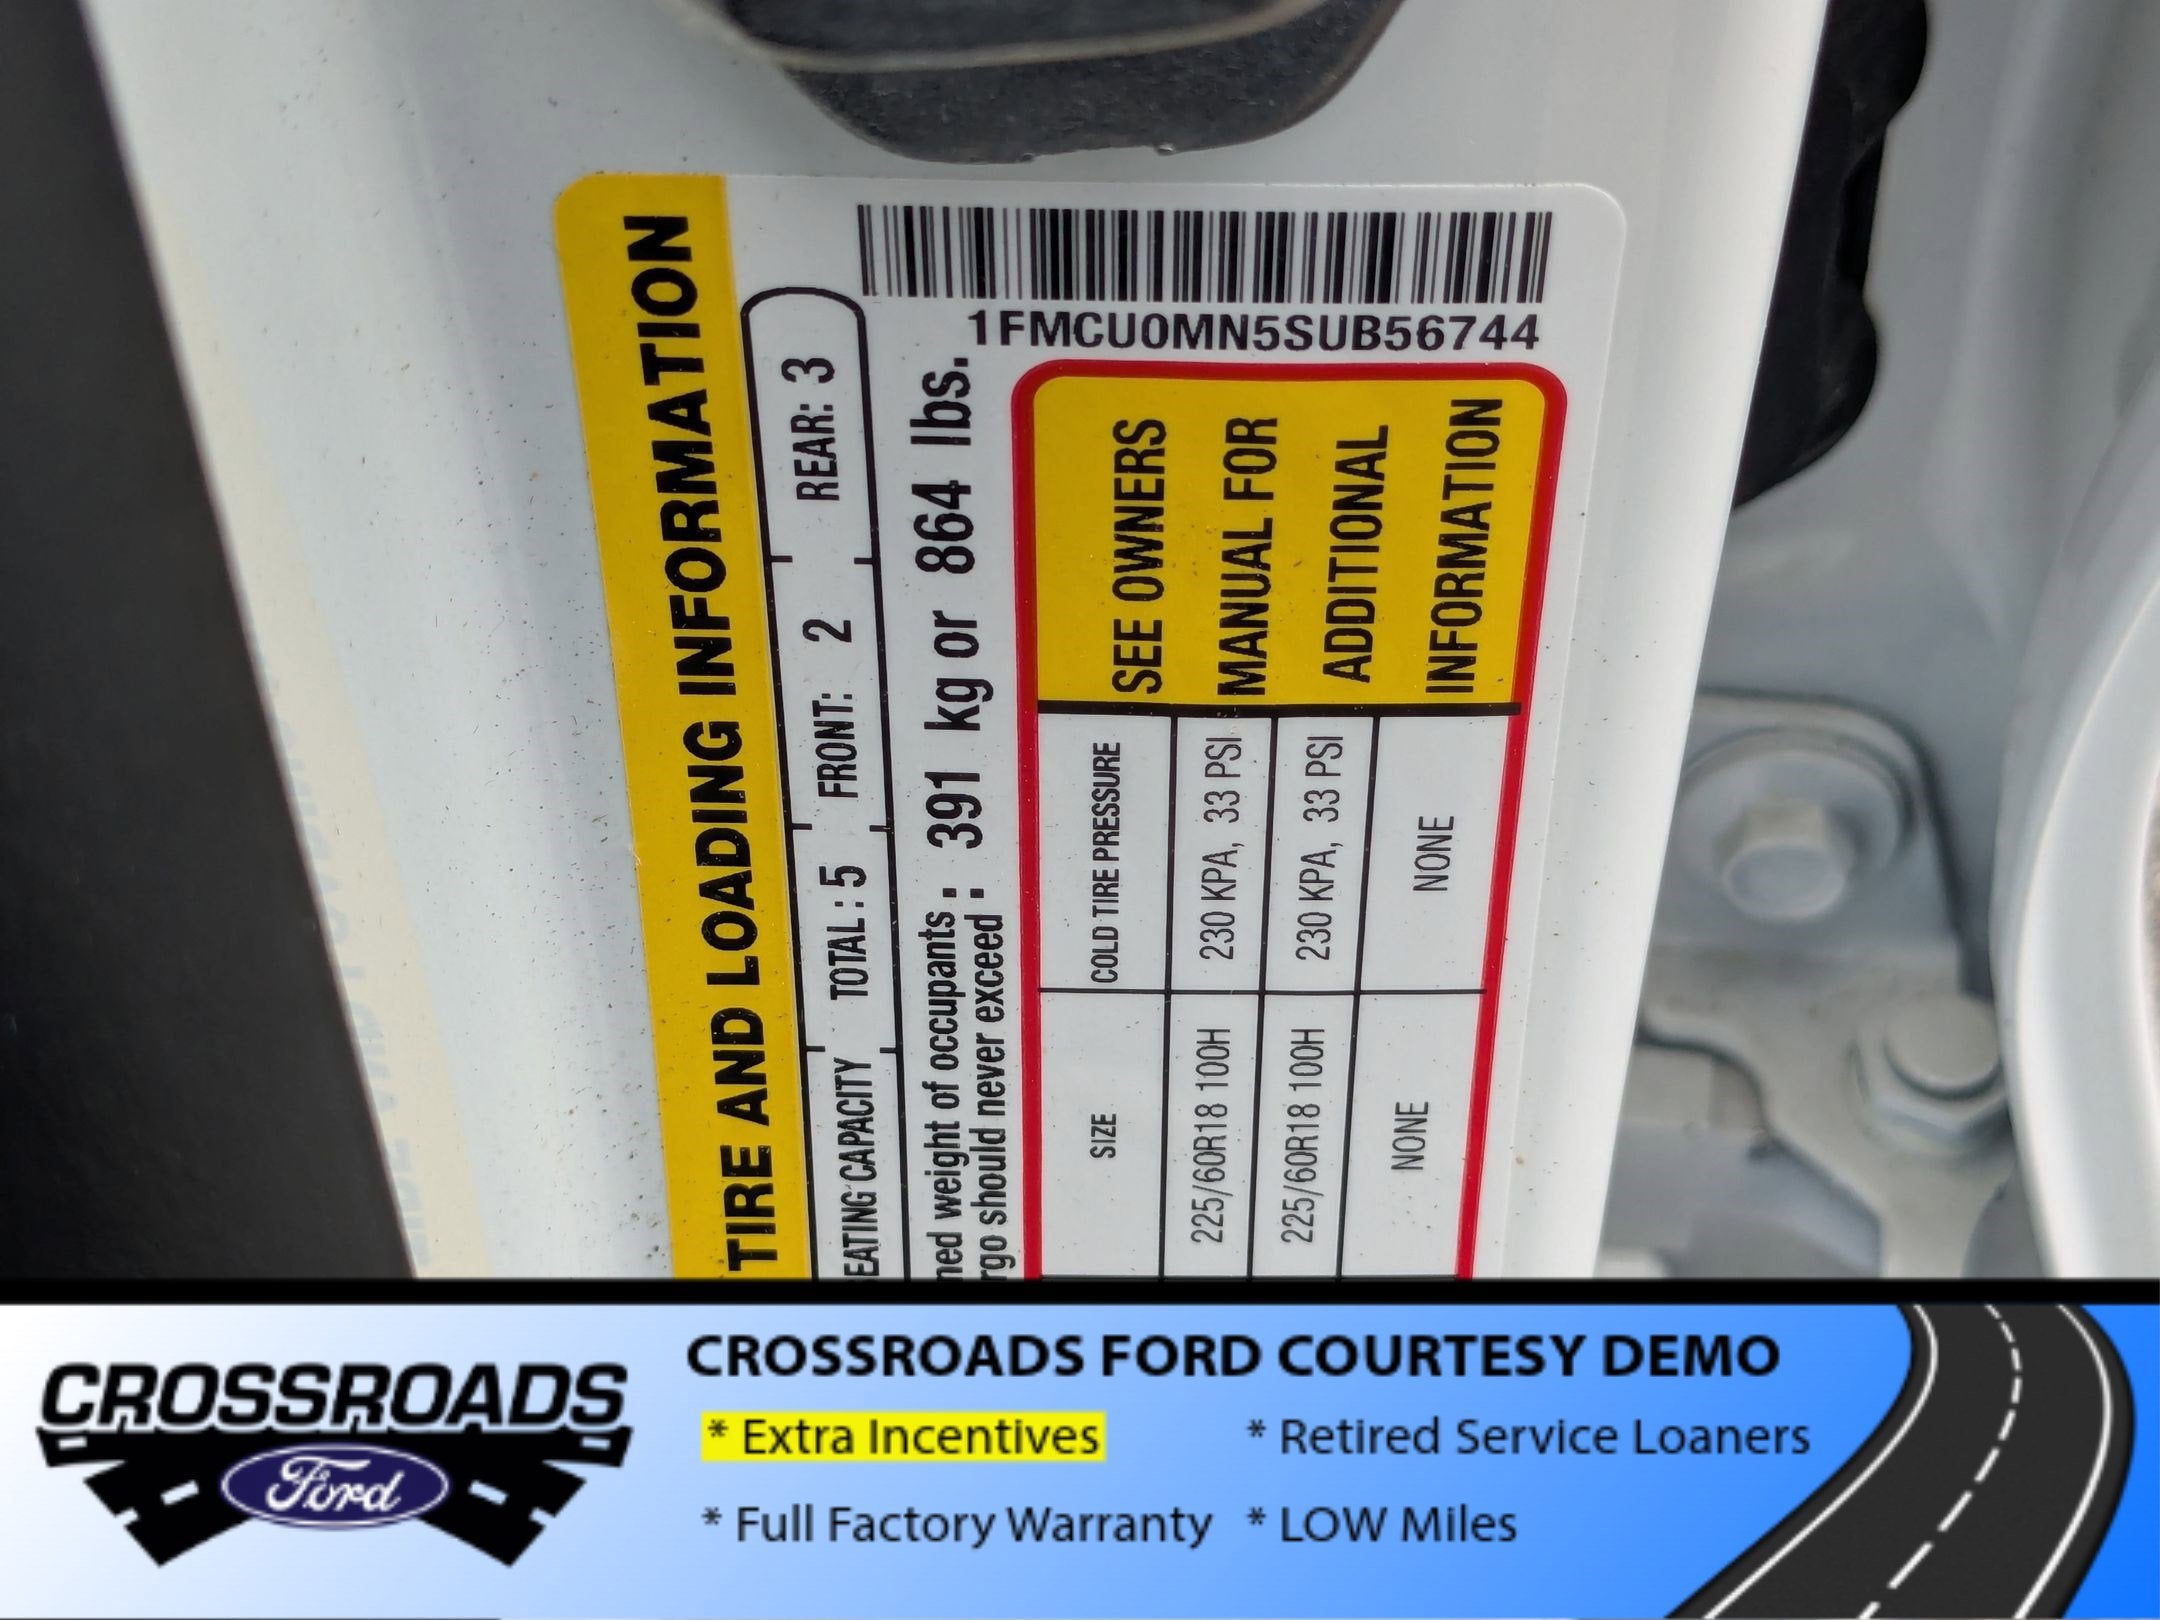 1FMCU0MN5SUB56744
TIRE AND LOADING INFORMATION
EATING CAPACITY TOTAL : 5 FRONT: 2 REAR: 3
ned weight of occupants :
rgo should never exceed :
391 kg or 864 lbs.
SIZE COLD TIRE PRESSURE
225/60R18 100H 230 KPA, 33 PSI
225/60R18 100H 230 KPA, 33 PSI
NONE NONE
SEE OWNERS
MANUAL FOR
ADDITIONAL
INFORMATION
CROSSROADS
Ford
CROSSROADS FORD COURTESY DEMO
* Extra Incentives * Retired Service Loaners
* Full Factory Warranty * LOW Miles